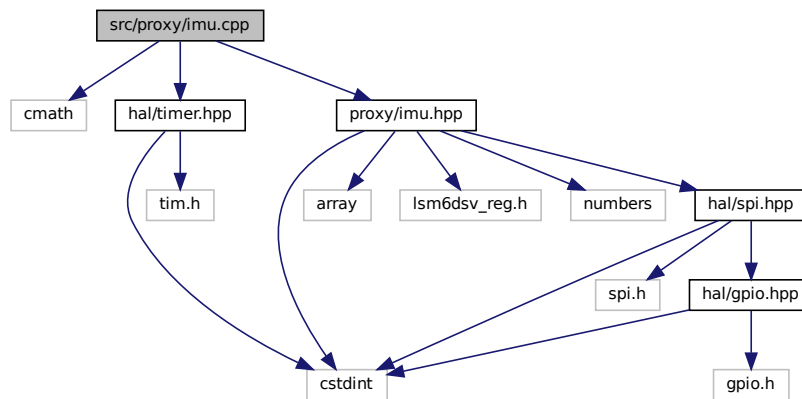 src/proxy/imu.cpp
cmath
hal/timer.hpp
proxy/imu.hpp
tim.h
array
lsm6dsv_reg.h
numbers
hal/spi.hpp
spi.h
hal/gpio.hpp
cstdint
gpio.h